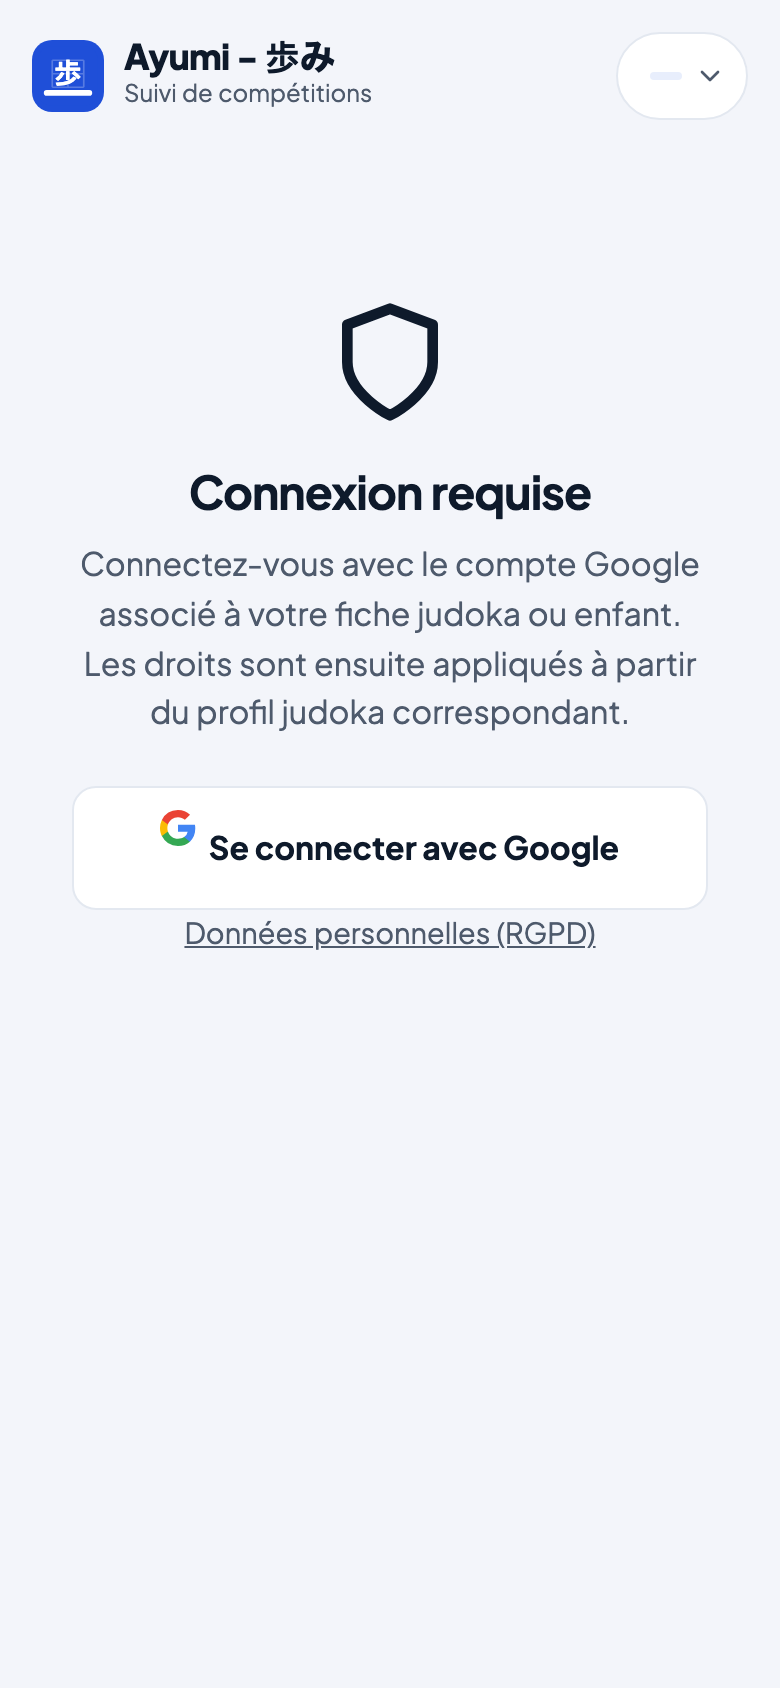 歩
Ayumi – 歩み
Suivi de compétitions
Connexion requise
Connectez-vous avec le compte Google
associé à votre fiche judoka ou enfant.
Les droits sont ensuite appliqués à partir
du profil judoka correspondant.
Se connecter avec Google
Données personnelles (RGPD)